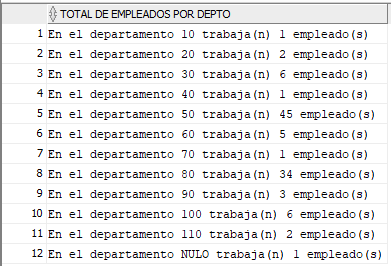 TOTAL DE EMPLEADOS POR DEPTO
1 En el departamento 10 trabaja(n) 1 empleado(s)
2 En el departamento 20 trabaja(n) 2 empleado(s)
3 En el departamento 30 trabaja(n) 6 empleado(s)
4 En el departamento 40 trabaja(n) 1 empleado(s)
5 En el departamento 50 trabaja(n) 45 empleado(s)
6 En el departamento 60 trabaja(n) 5 empleado(s)
7 En el departamento 70 trabaja(n) 1 empleado(s)
8 En el departamento 80 trabaja(n) 34 empleado(s)
9 En el departamento 90 trabaja(n) 3 empleado(s)
10 En el departamento 100 trabaja(n) 6 empleado(s)
11 En el departamento 110 trabaja(n) 2 empleado(s)
12 En el departamento NULO trabaja(n) 1 empleado(s)